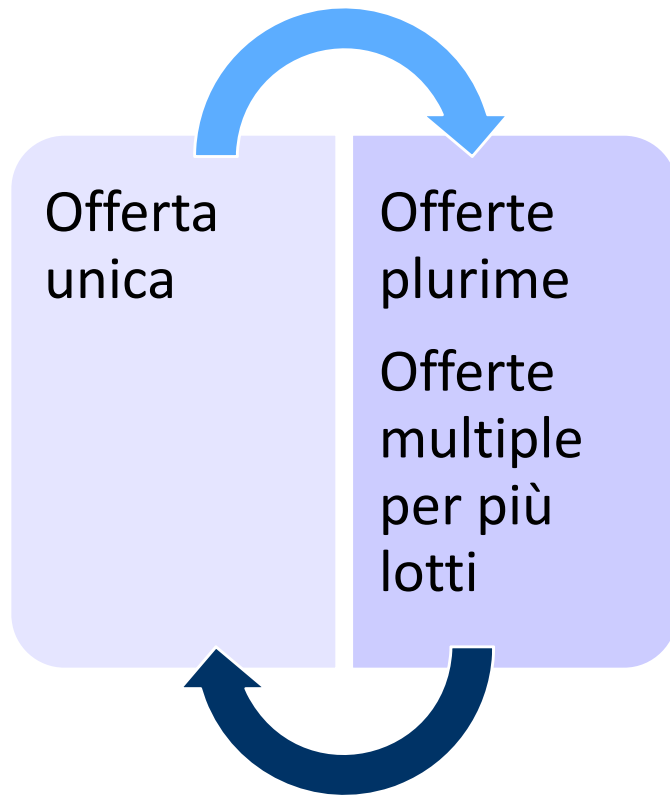 Offerta
unica
Offerte
plurime
Offerte
multiple
per più
lotti